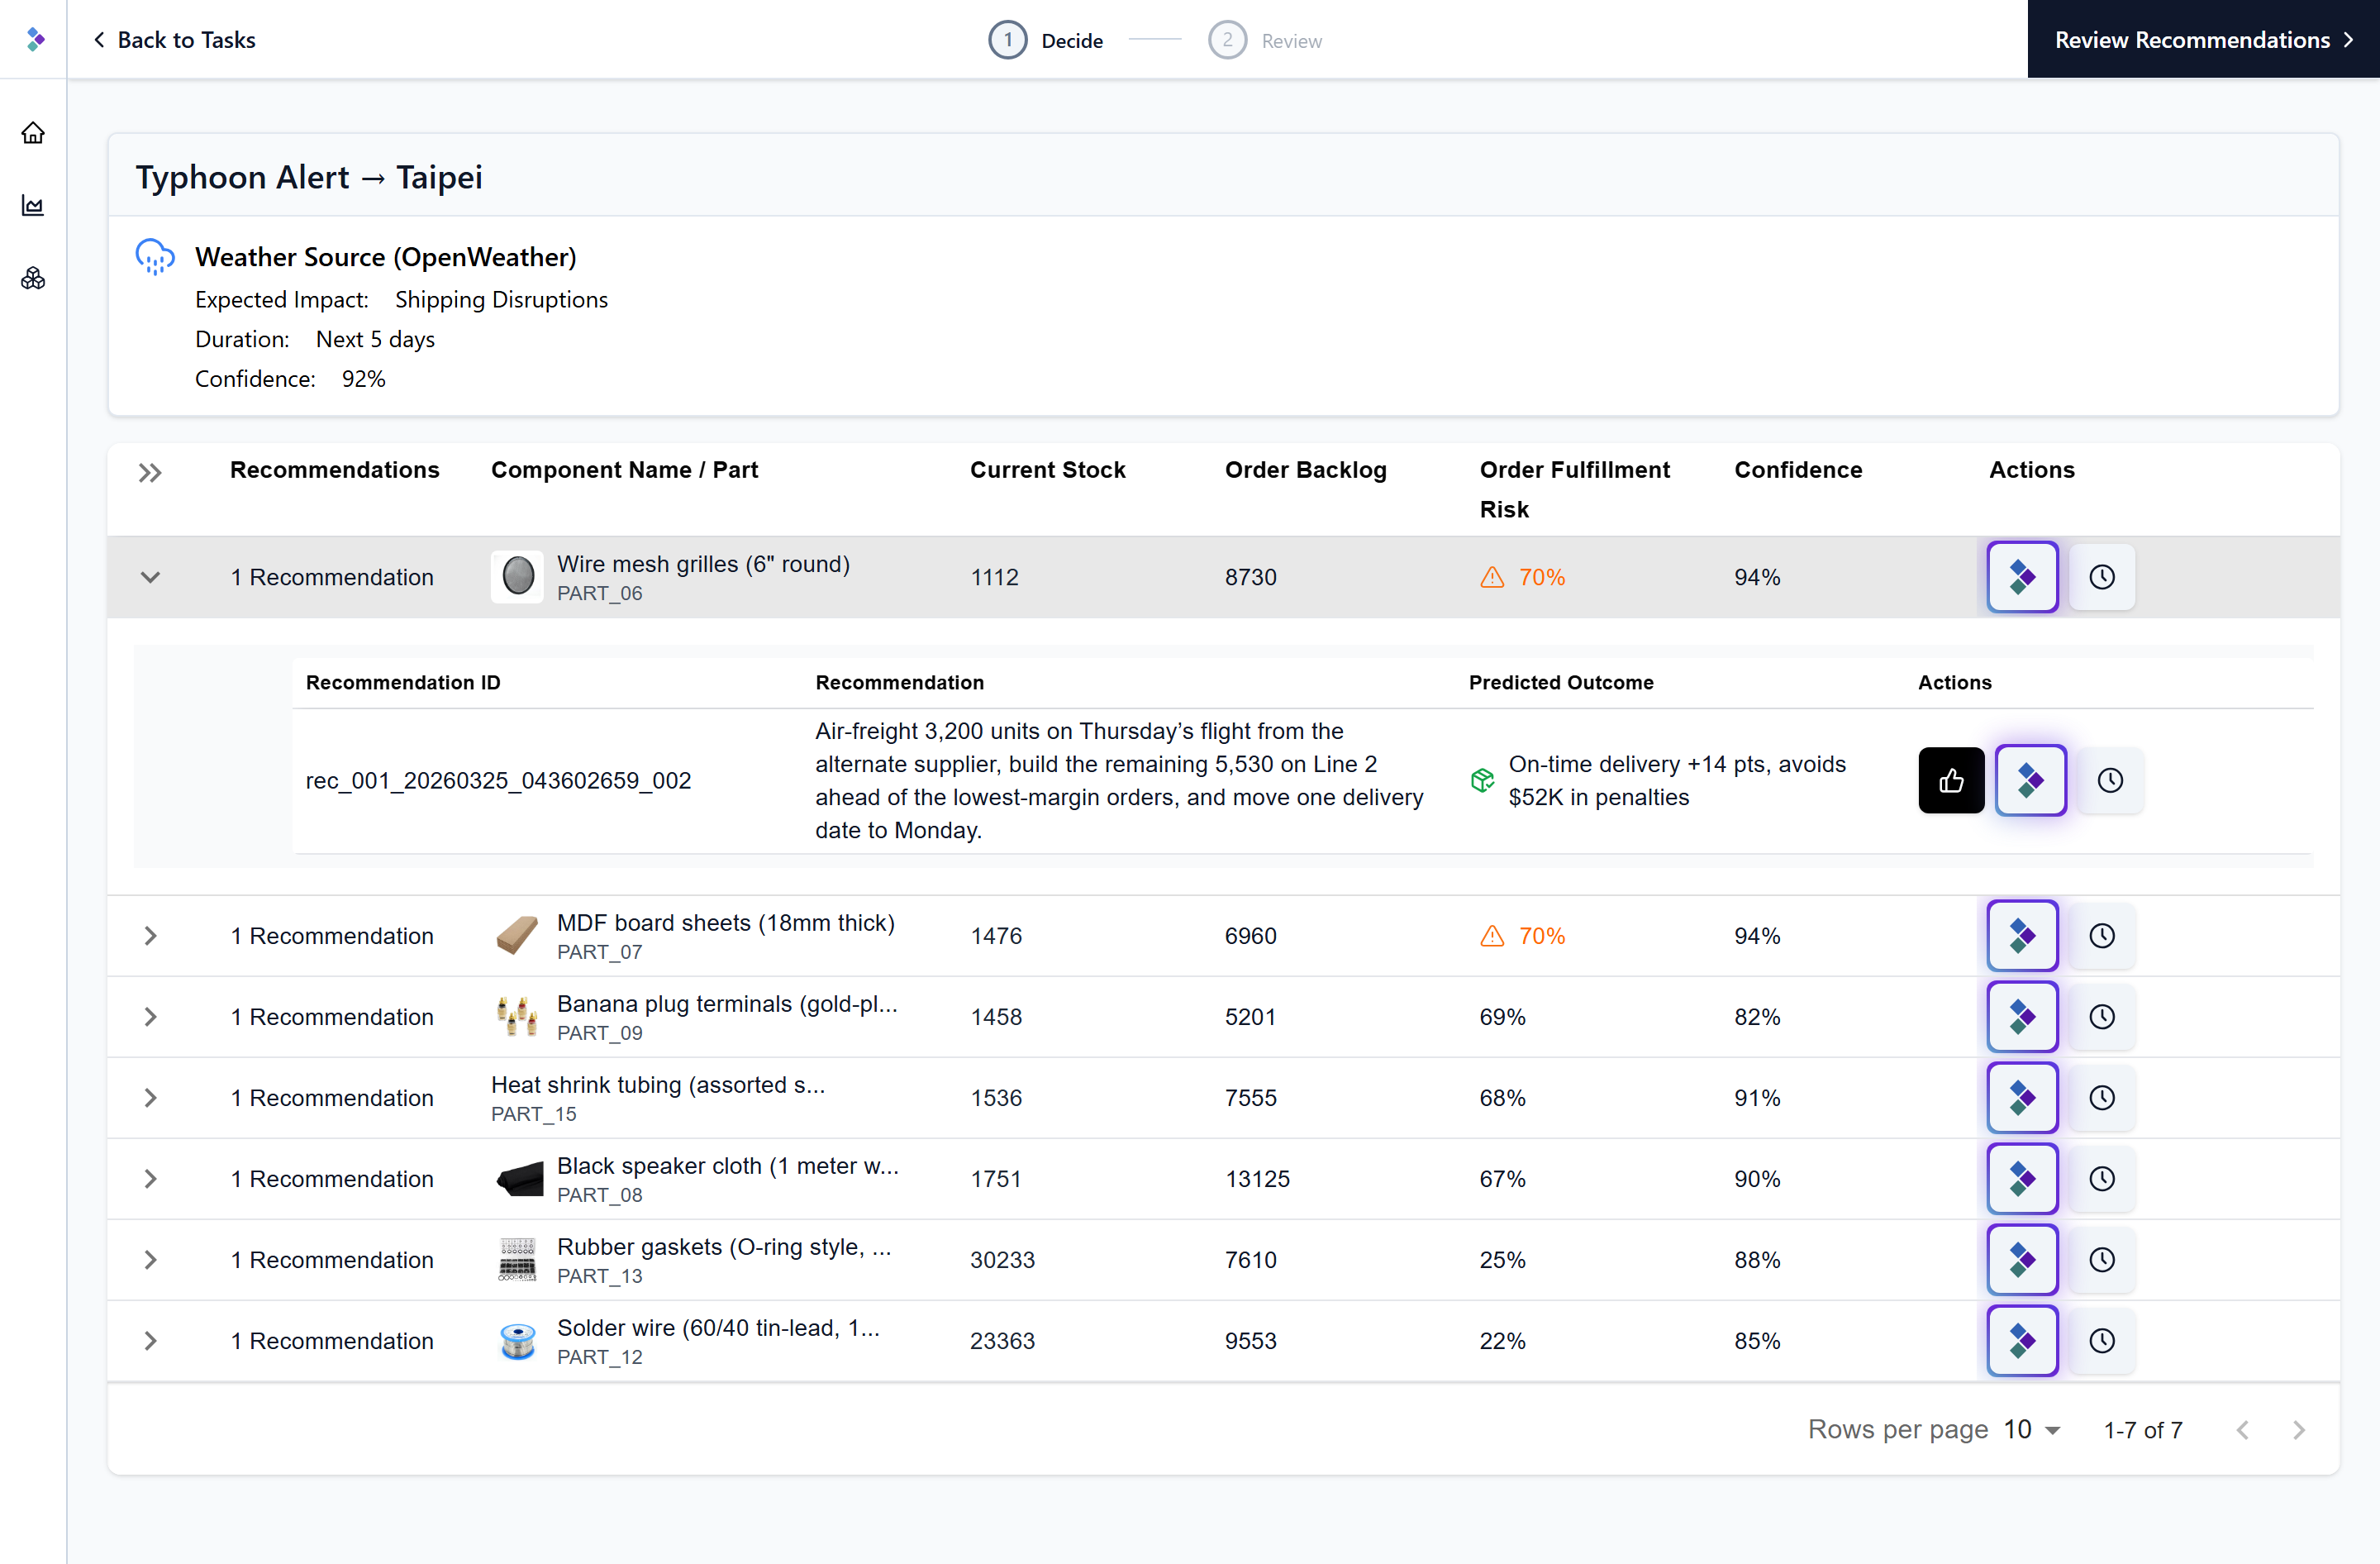 Back to Tasks
1 Decide
2 Review
Review Recommendations
Typhoon Alert → Taipei
Weather Source (OpenWeather)
Expected Impact: Shipping Disruptions
Duration: Next 5 days
Confidence: 92%
Recommendations Component Name / Part Current Stock Order Backlog Order Fulfillment Risk Confidence Actions
1 Recommendation Wire mesh grilles (6" round) 1112 8730 70% 94%
PART_06
Recommendation ID Recommendation Predicted Outcome Actions
rec_001_20260325_043602659_002
Air-freight 3,200 units on Thursday’s flight from the
alternate supplier, build the remaining 5,530 on Line 2
ahead of the lowest-margin orders, and move one delivery
date to Monday.
On-time delivery +14 pts, avoids
$52K in penalties
1 Recommendation MDF board sheets (18mm thick) 1476 6960 70% 94%
PART_07
1 Recommendation Banana plug terminals (gold-pl... 1458 5201 69% 82%
PART_09
1 Recommendation Heat shrink tubing (assorted s... 1536 7555 68% 91%
PART_15
1 Recommendation Black speaker cloth (1 meter w... 1751 13125 67% 90%
PART_08
1 Recommendation Rubber gaskets (O-ring style, ... 30233 7610 25% 88%
PART_13
1 Recommendation Solder wire (60/40 tin-lead, 1... 23363 9553 22% 85%
PART_12
Rows per page 10 1-7 of 7